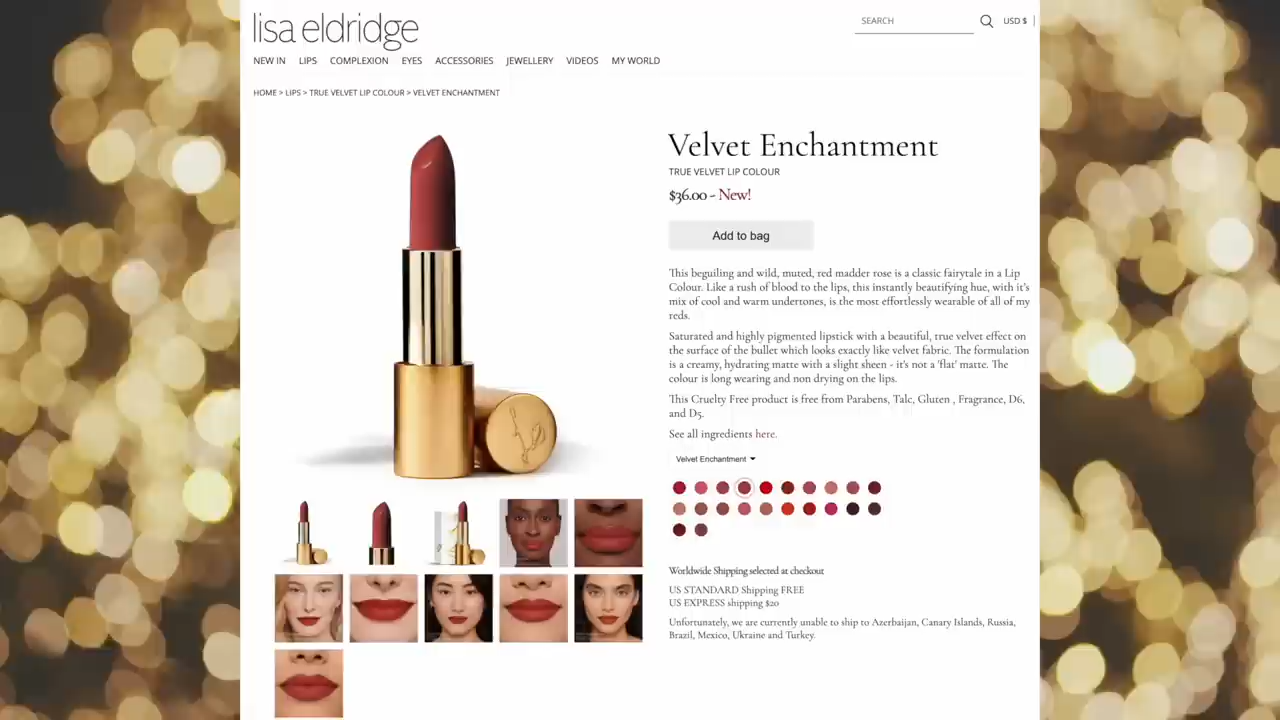 lisa eldridge
SEARCH
USD $
NEW IN LIPS COMPLEXION EYES ACCESSORIES JEWELLERY VIDEOS MY WORLD
HOME > LIPS > TRUE VELVET LIP COLOUR > VELVET ENCHANTMENT
Velvet Enchantment
TRUE VELVET LIP COLOUR
$36.00 - New!
Add to bag
This beguiling and wild, muted, red madder rose is a classic fairytale in a Lip
Colour. Like a rush of blood to the lips, this instantly beautifying hue, with it's
mix of cool and warm undertones, is the most effortlessly wearable of all of my
reds.
Saturated and highly pigmented lipstick with a beautiful, true velvet effect on
the surface of the bullet which looks exactly like velvet fabric. The formulation
is a creamy, hydrating matte with a slight sheen - it's not a 'flat' matte. The
colour is long wearing and non drying on the lips.
This Cruelty Free product is free from Parabens, Talc, Gluten , Fragrance, D6,
and D5.
See all ingredients here.
Velvet Enchantment
Worldwide Shipping selected at checkout
US STANDARD Shipping FREE
US EXPRESS shipping $20
Unfortunately, we are currently unable to ship to Azerbaijan, Canary Islands, Russia,
Brazil, Mexico, Ukraine and Turkey.